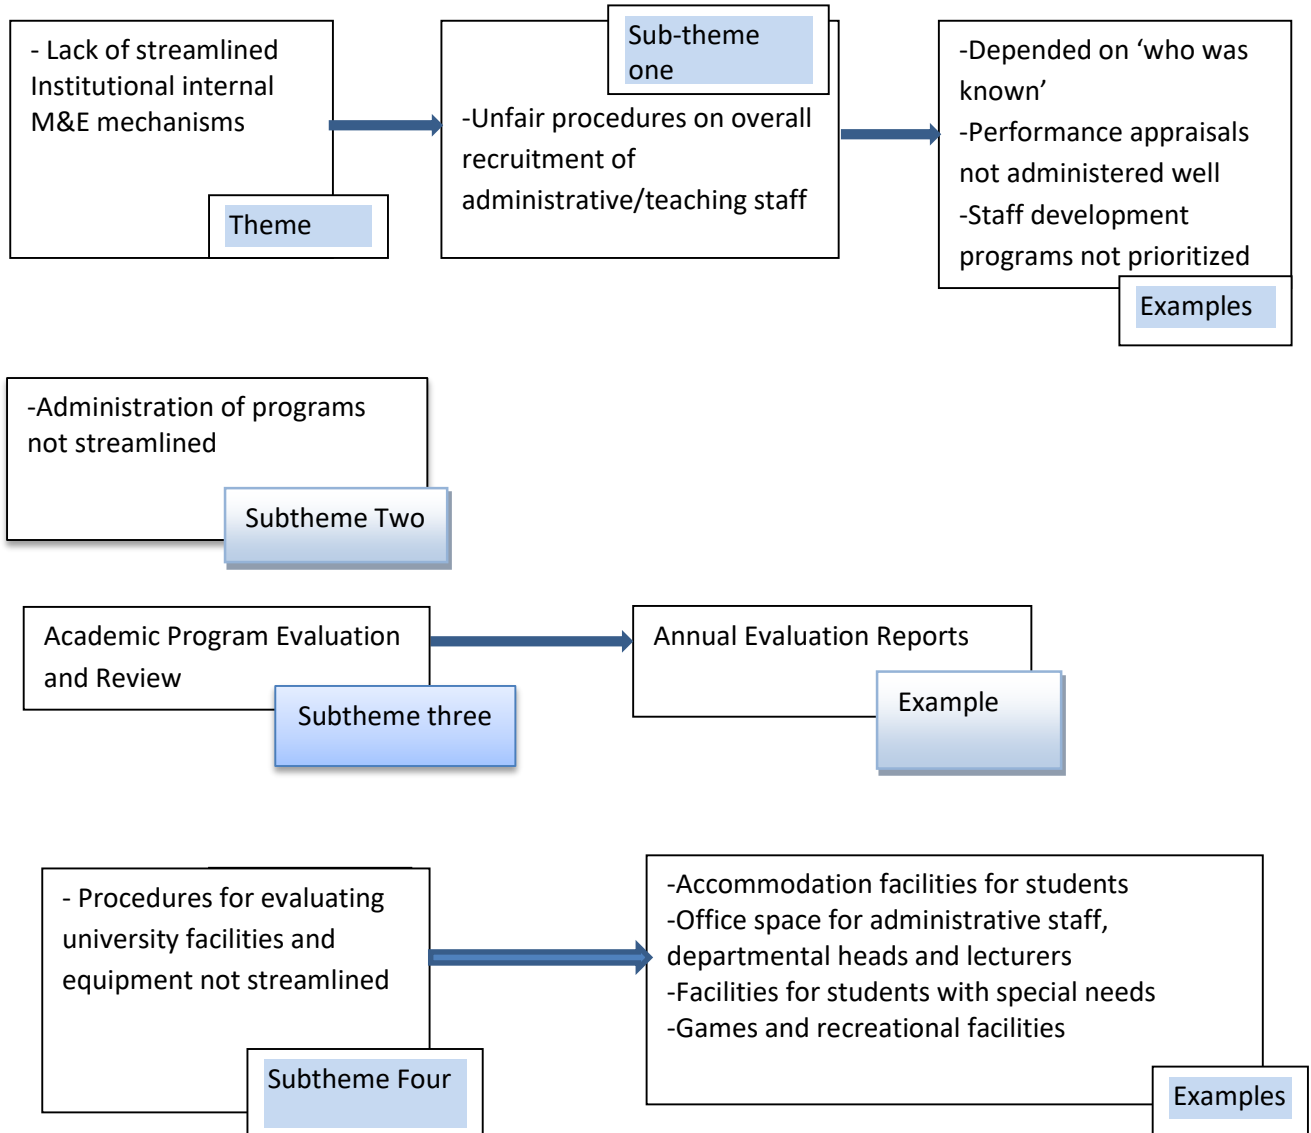 - Lack of streamlined
Institutional internal
M&E mechanisms
Theme
Sub-theme
one
-Unfair procedures on overall
recruitment of
administrative/teaching staff
-Depended on ‘who was
known’
-Performance appraisals
not administered well
-Staff development
programs not prioritized
Examples
-Administration of programs
not streamlined
Subtheme Two
Academic Program Evaluation
and Review
Subtheme three
Annual Evaluation Reports
Example
- Procedures for evaluating
university facilities and
equipment not streamlined
Subtheme Four
-Accommodation facilities for students
-Office space for administrative staff,
departmental heads and lecturers
-Facilities for students with special needs
-Games and recreational facilities
Examples